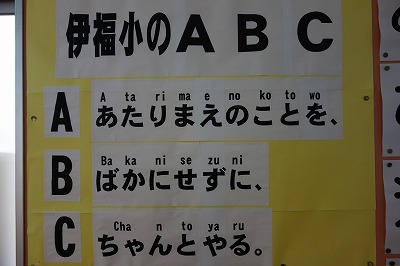 伊福小のＡＢＣ
A ta ri ma e no ko to wo
A あたりまえのことを、
Ba ka ni se zu ni
B ばかにせずに、
Cha n to ya ru
C ちゃんとやる。